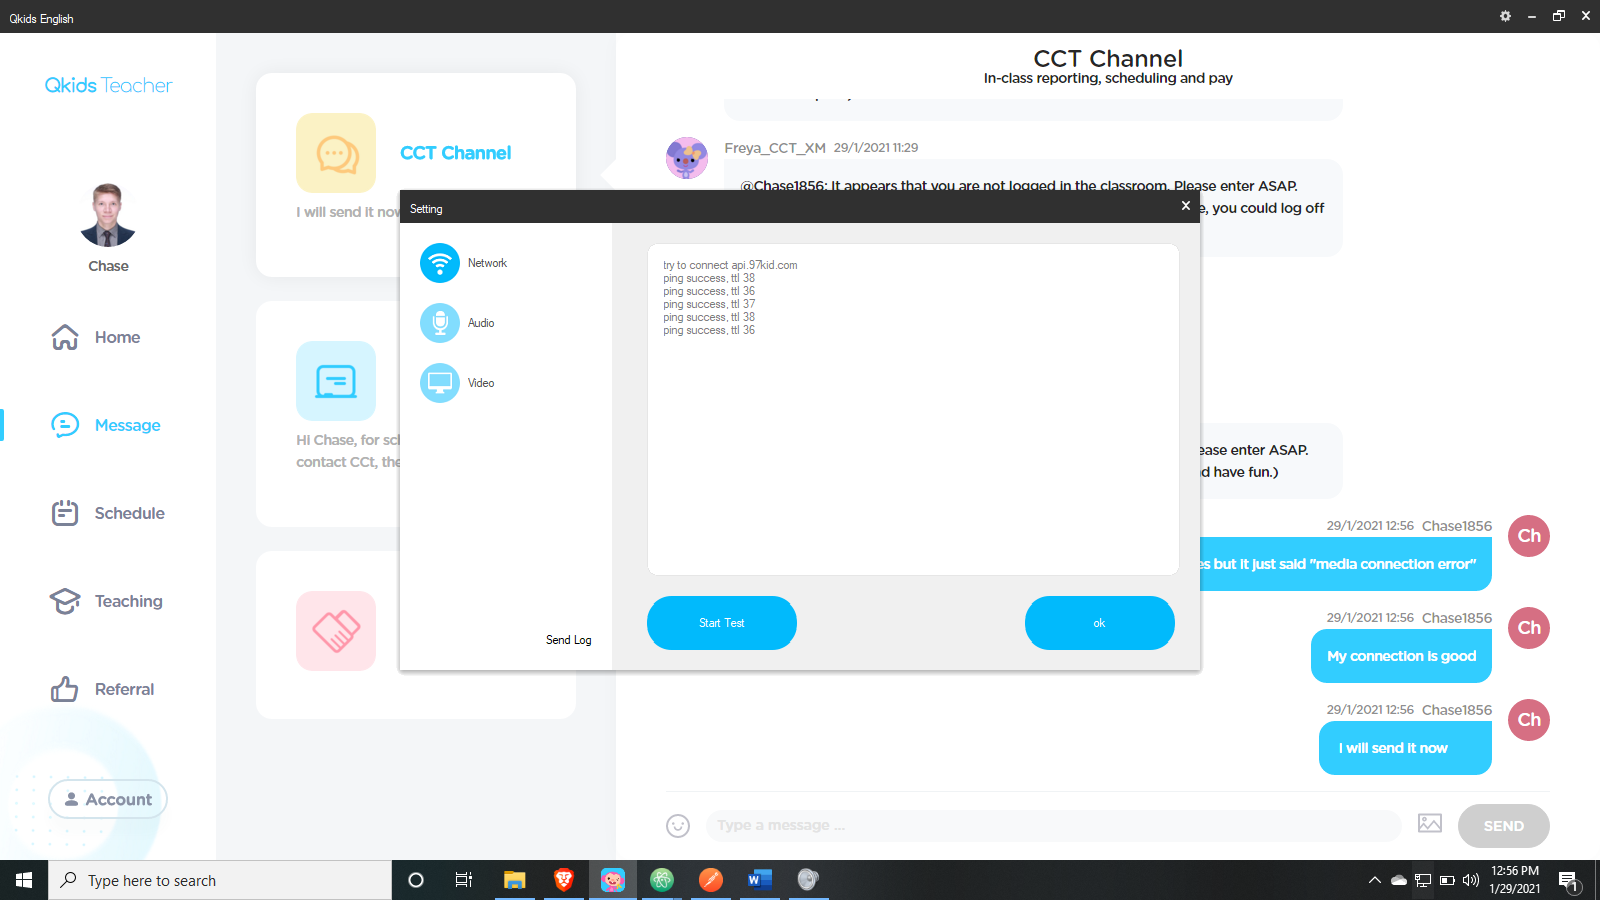 Qkids English
Qkids Teacher
Chase
Home
Message
Schedule
Teaching
Referral
Account
CCT Channel
I will send it now
Hi Chase, for sc
contact CCt, the
CCT Channel
In-class reporting, scheduling and pay
Freya_CCT_XM 29/1/2021 11:29
@Chase1856: It appears that you are not logged in the classroom. Please enter ASAP.
e, you could log off
ease enter ASAP.
d have fun.)
29/1/2021 12:56 Chase1856
Ch
es but it just said "media connection error"
29/1/2021 12:56 Chase1856
Ch
My connection is good
29/1/2021 12:56 Chase1856
Ch
I will send it now
Type a message ...
SEND
Setting
Network
Audio
Video
Send Log
try to connect api.97kid.com
ping success, ttl 38
ping success, ttl 36
ping success, ttl 37
ping success, ttl 38
ping success, ttl 36
Start Test
ok
Type here to search
12:56 PM
1/29/2021
1